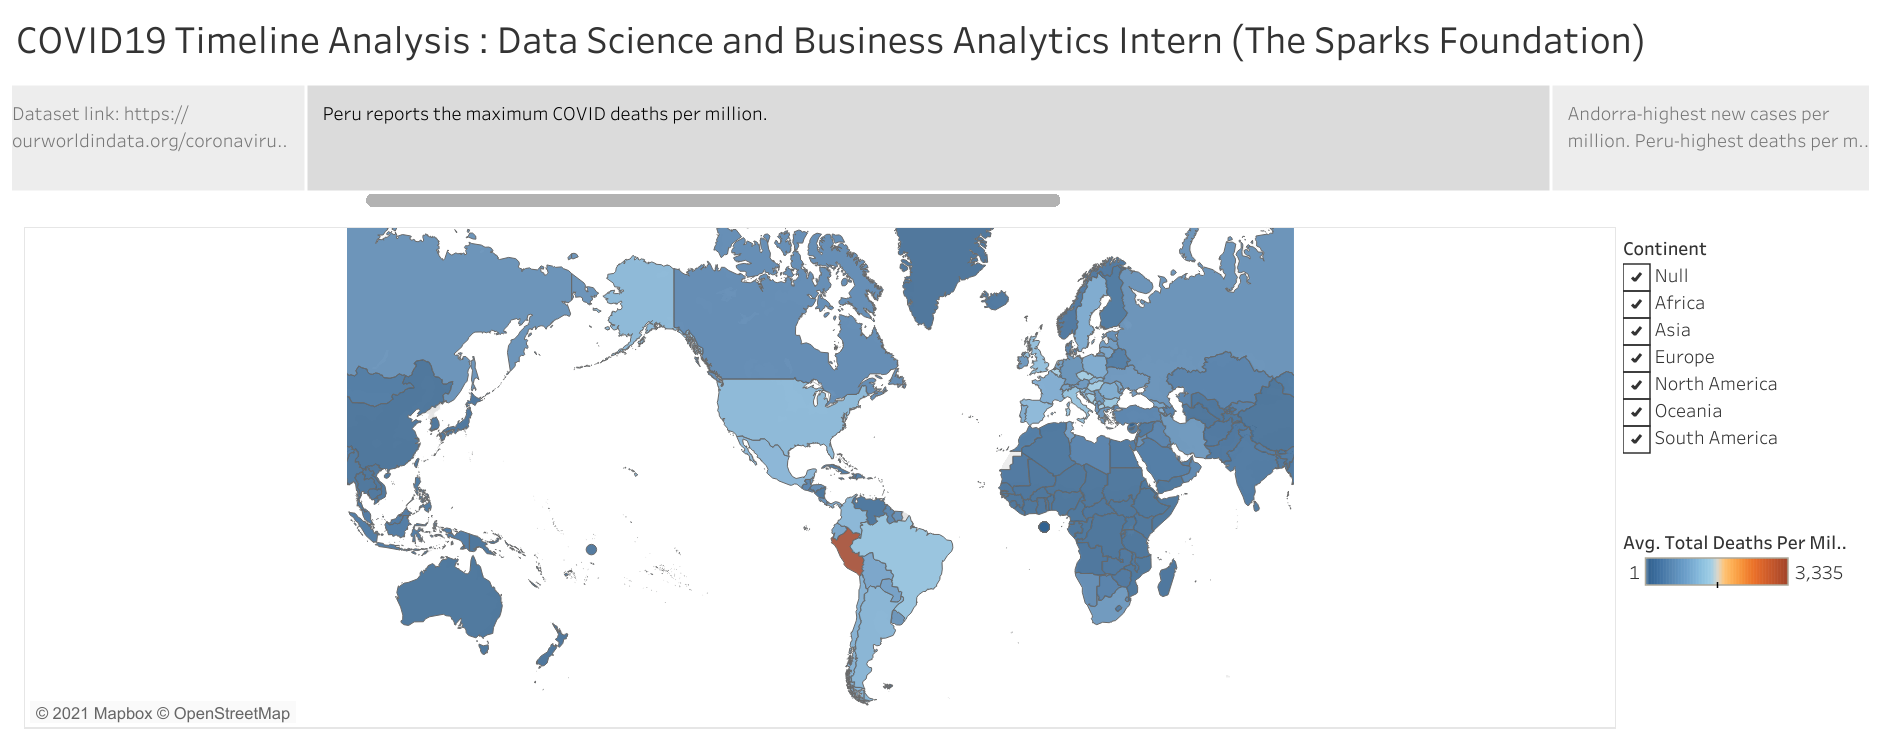 COVID19 Timeline Analysis : Data Science and Business Analytics Intern (The Sparks Foundation)
Dataset link: https://
ourworldindata.org/coronaviru..
Peru reports the maximum COVID deaths per million.
Andorra-highest new cases per
million. Peru-highest deaths per m..
Continent
Null
Africa
Asia
Europe
North America
Oceania
South America
Avg. Total Deaths Per Mil..
1 3,335
© 2021 Mapbox © OpenStreetMap